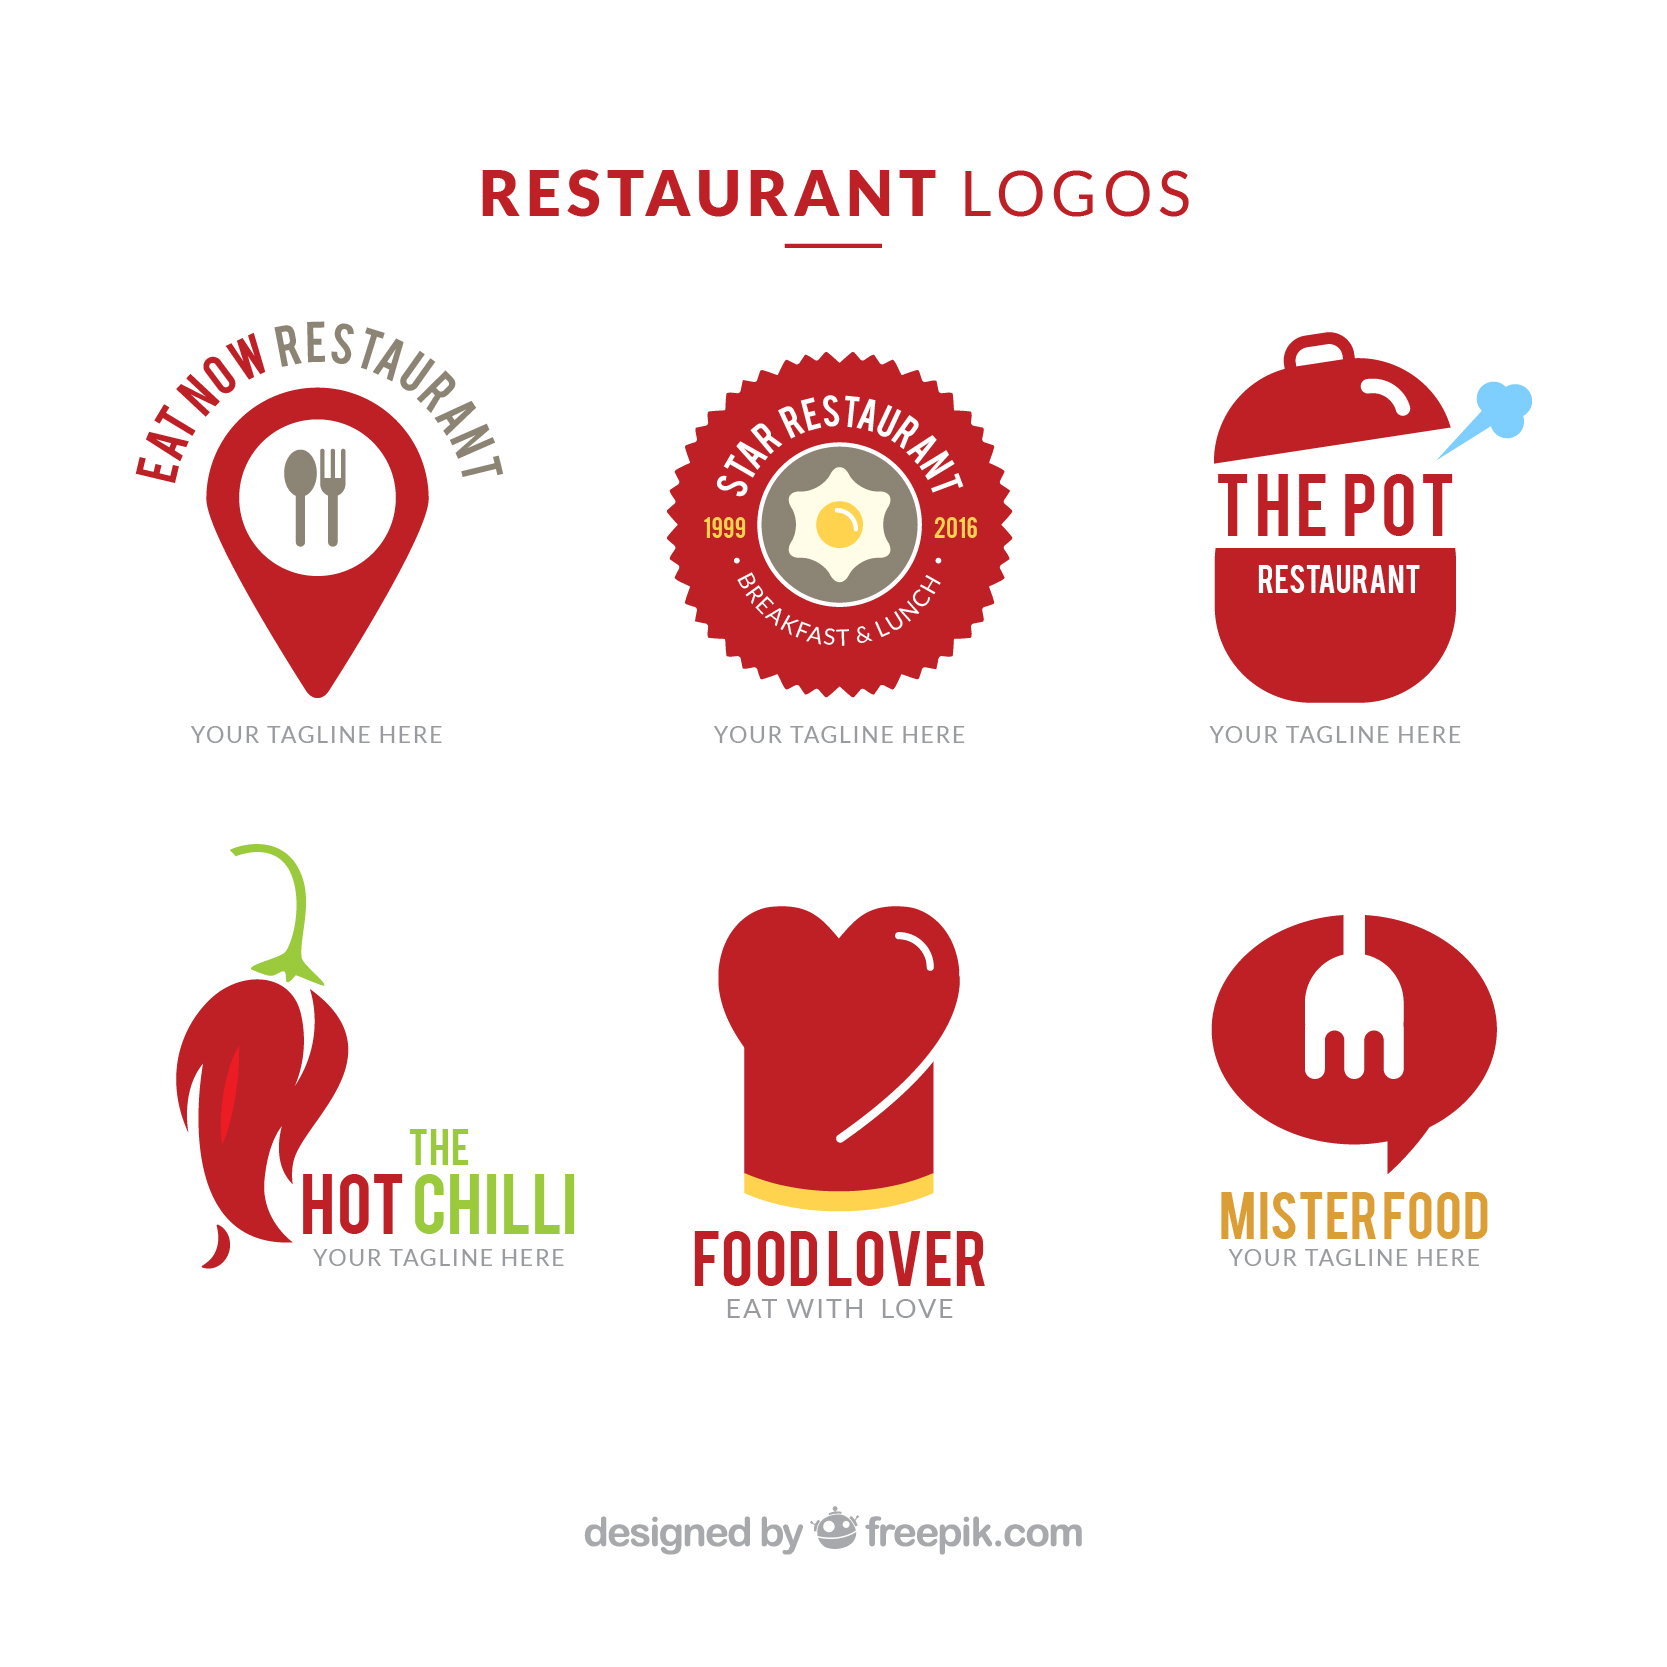 RESTAURANT LOGOS
EAT NOW RESTAURANT
YOUR TAGLINE HERE
STAR RESTAURANT
1999 2016
• BREAKFAST & LUNCH •
YOUR TAGLINE HERE
THE POT
RESTAURANT
YOUR TAGLINE HERE
THE
HOT CHILLI
YOUR TAGLINE HERE
FOOD LOVER
EAT WITH LOVE
MISTER FOOD
YOUR TAGLINE HERE
designed by freepik.com